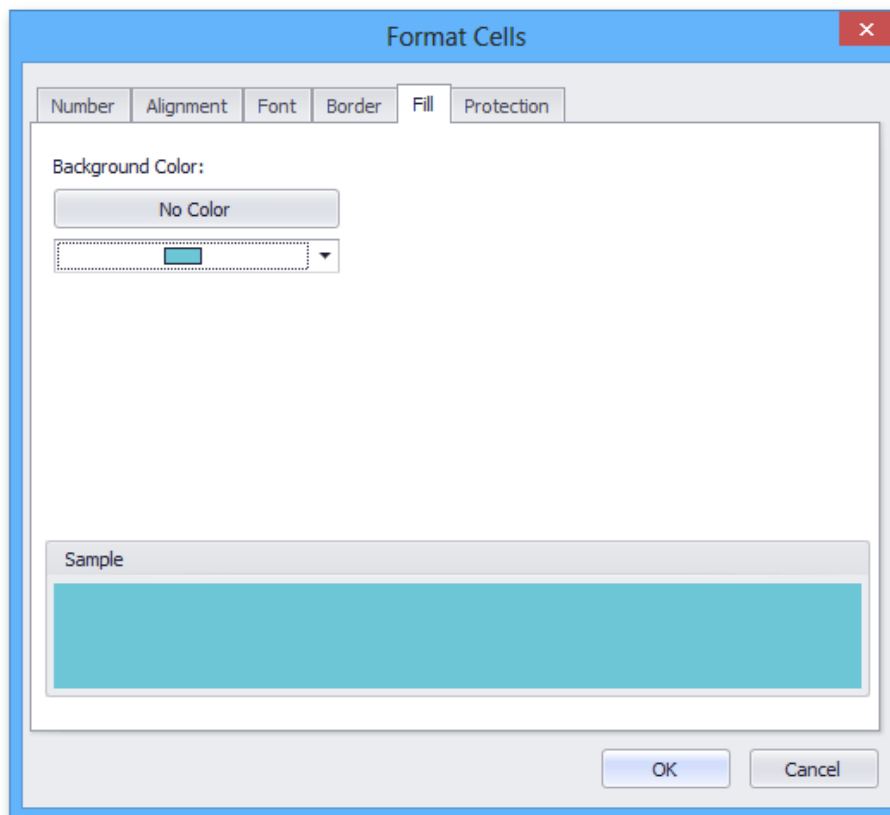 Format Cells
Number Alignment Font Border Fill Protection
Background Color:
No Color
Sample
OK Cancel